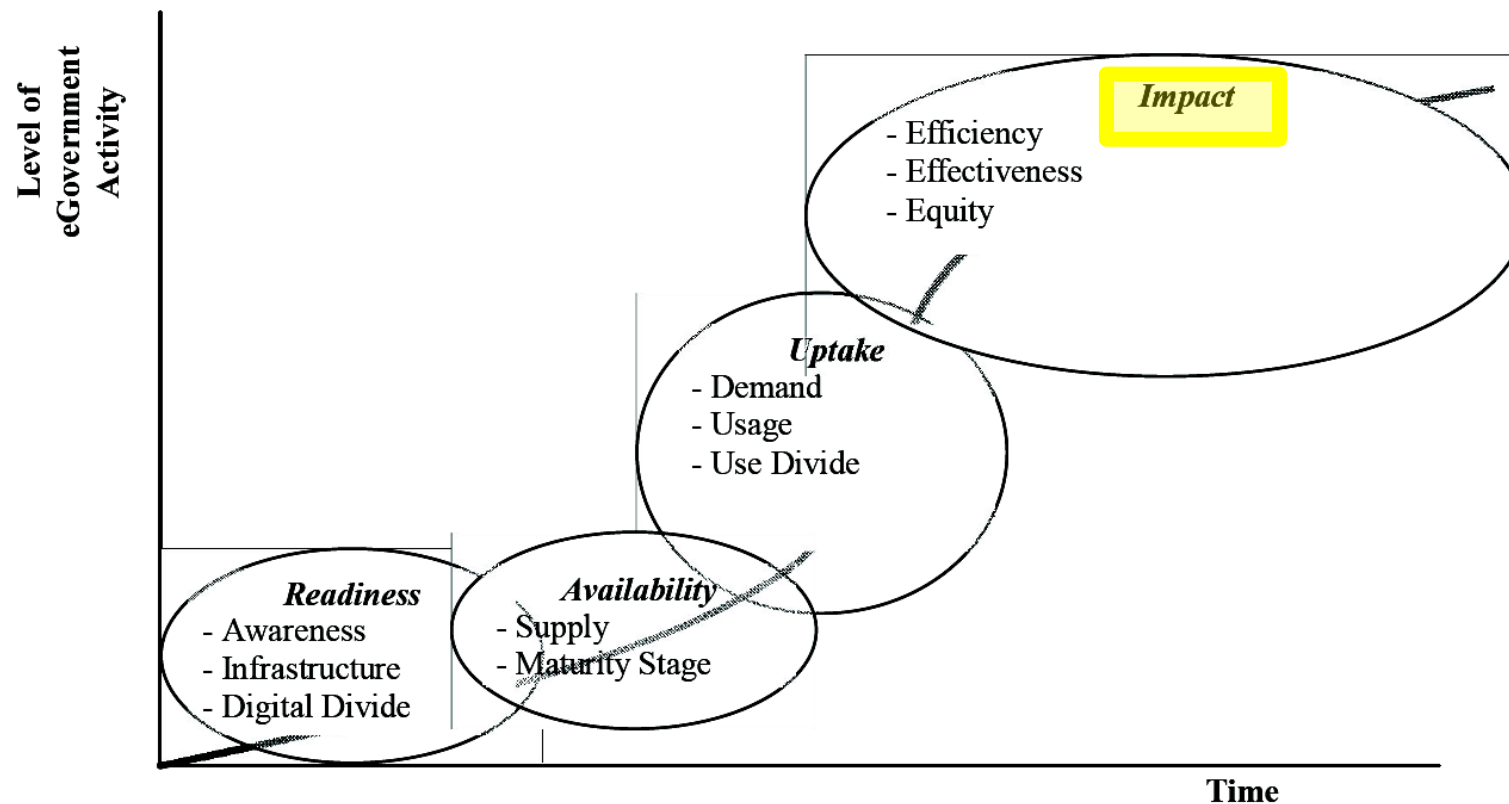 Level of
eGovernment
Activity
Impact
- Efficiency
- Effectiveness
- Equity
Uptake
- Demand
- Usage
- Use Divide
Readiness
- Awareness
- Infrastructure
- Digital Divide
Availability
- Supply
- Maturity Stage
Time